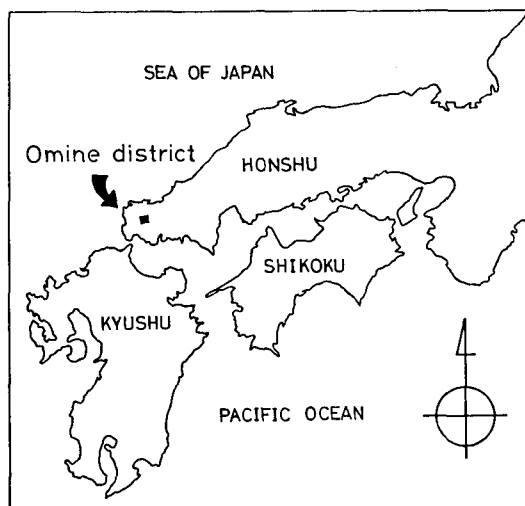 SEA OF JAPAN
Omine district
HONSHU
SHIKOKU
KYUSHU
PACIFIC OCEAN